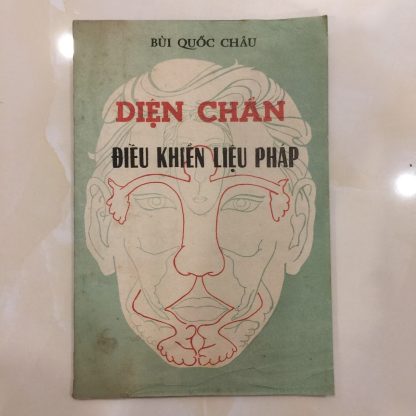 BÙI QUỐC CHÂU
DIỆN CHẨN
ĐIỀU KHIỂN LIỆU PHÁP